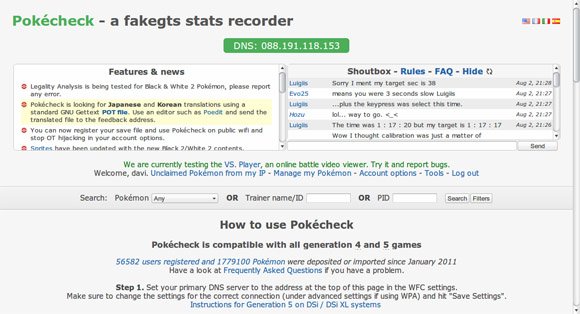 Pokécheck - a fakegts stats recorder
DNS: 088.191.118.153
Features & news
Legality Analysis is being tested for Black & White 2 Pokémon, please report
any error.
Pokécheck is looking for Japanese and Korean translations using a
standard GNU Gettext POT file. Use an editor such as Poedit and send the
translated file to the feedback address.
You can now register your save file and use Pokécheck on public wifi and
stop OT hijacking in your account options.
Sprites have been updated with the new Black 2/White 2 contents.
Shoutbox - Rules - FAQ - Hide
Luigiis Sorry I ment my target sec is 38 Aug 2, 21:28
Evo25 means you were 3 seconds slow Luigiis Aug 2, 21:27
Luigiis ...plus the keypress was select this time. Aug 2, 21:27
Hozu lol... way to go. <_< Aug 2, 21:27
Luigiis The time was 1 : 17 : 20 but my target is 1 : 17 : 17 Aug 2, 21:26
Wow I thought calibration was just a matter of
Send
We are currently testing the VS. Player, an online battle video viewer. Try it and report bugs.
Welcome, davi. Unclaimed Pokémon from my IP - Manage my Pokémon - Account options - Tools - Log out
Search: Pokémon Any OR Trainer name/ID OR PID Search Filters
How to use Pokécheck
Pokécheck is compatible with all generation 4 and 5 games
56582 users registered and 1779100 Pokémon were deposited or imported since January 2011
Have a look at Frequently Asked Questions if you have a problem.
Step 1. Set your primary DNS server to the address at the top of this page in the WFC settings.
Make sure to change the settings for the correct connection (under advanced settings if using WPA) and hit "Save Settings".
Instructions for Generation 5 on DSi / DSi XL systems